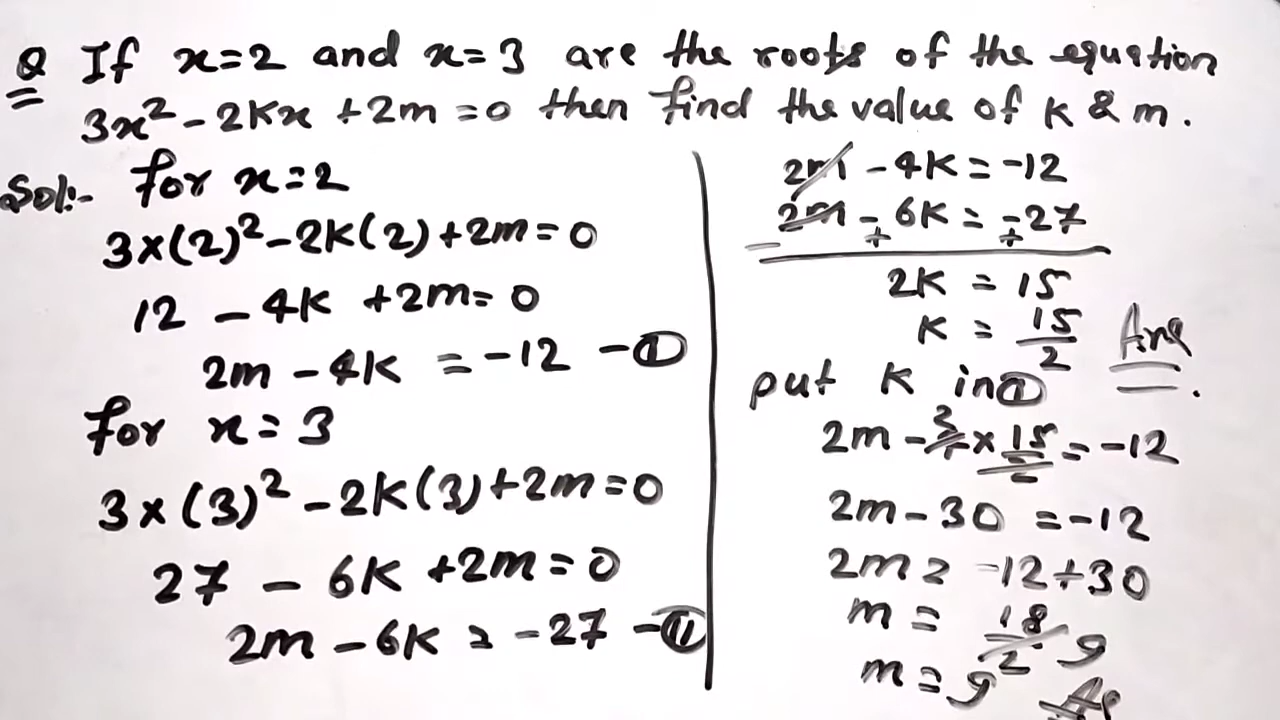 Q If x=2 and x=3 are the roots of the equation
3x² - 2Kx + 2m = 0 then find the value of K & m.
Sol:- for x=2
3×(2)² - 2K(2) + 2m = 0
12 - 4K + 2m = 0
2m - 4K = -12 - ①
for x=3
3×(3)² - 2K(3) + 2m = 0
27 - 6K + 2m = 0
2m - 6K = -27 - ⑪
2m - 4K = -12
2m - 6K = -27
- + +
2K = 15
K = 15/2 Ans
put K in ①
2m - 4 2 × 15/2 = -12
2m - 30 = -12
2m = -12+30
m = 18/2 9
m = 9 As